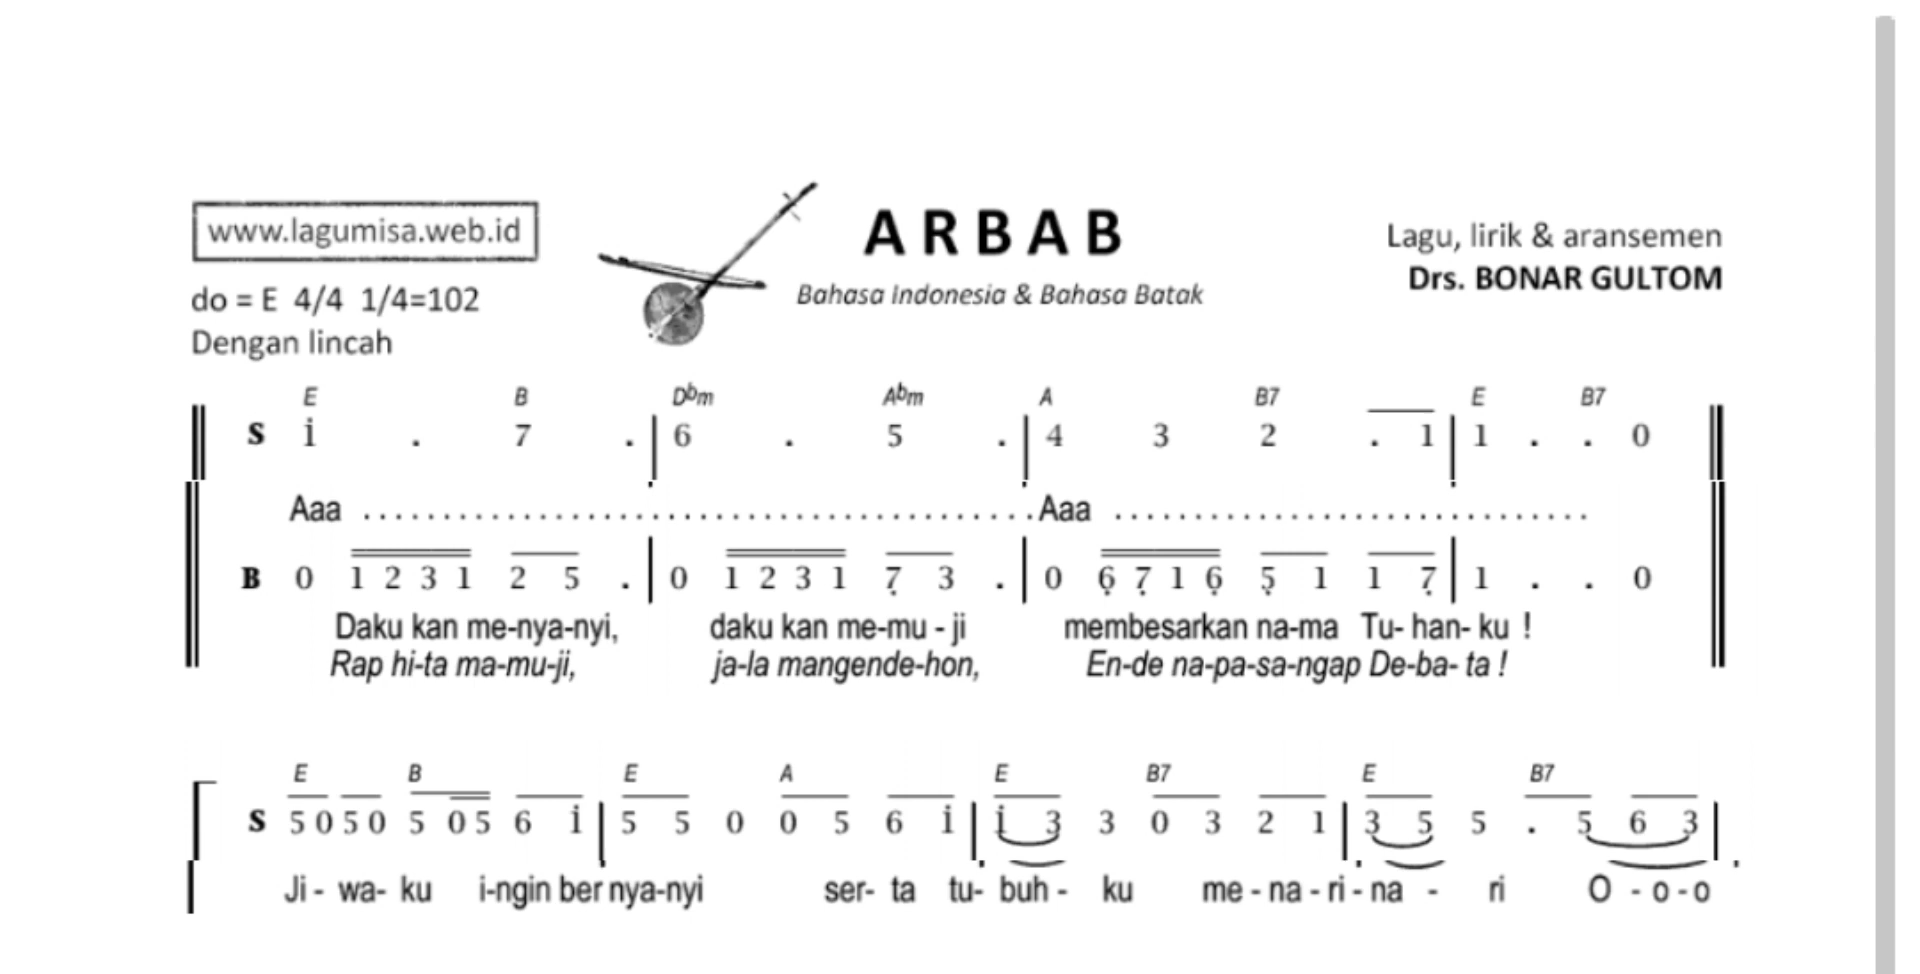 www.lagumisa.web.id
ARBAB
Lagu, lirik & aransemen
Drs. BONAR GULTOM
Bahasa Indonesia & Bahasa Batak
do = E 4/4 1/4=102
Dengan lincah
E B Dbm Abm A B7 E B7
S i̇ . 7 . | 6 . 5 . | 4 3 2 . 1 | 1 . . 0
Aaa ............................................. Aaa ..............................
B 0 1 2 3 1 2 5 . | 0 1 2 3 1 7̣ 3 . | 0 6̣ 7̣ 1 6̣ 5̣ 1 1 7̣ | 1 . . 0
Daku kan me-nya-nyi, daku kan me-mu - ji membesarkan na-ma Tu- han- ku !
Rap hi-ta ma-mu-ji, ja-la mangende-hon, En-de na-pa-sa-ngap De-ba- ta !
E B E A E B7 E B7
S 5 0 5 0 5 0 5 6 i̇ | 5 5 0 0 5 6 i̇ | i̇ 3 3 0 3 2 1 | 3 5 5 . 5 6 3 |
Ji - wa- ku i-ngin ber nya-nyi ser- ta tu- buh - ku me - na - ri - na - ri O - o - o